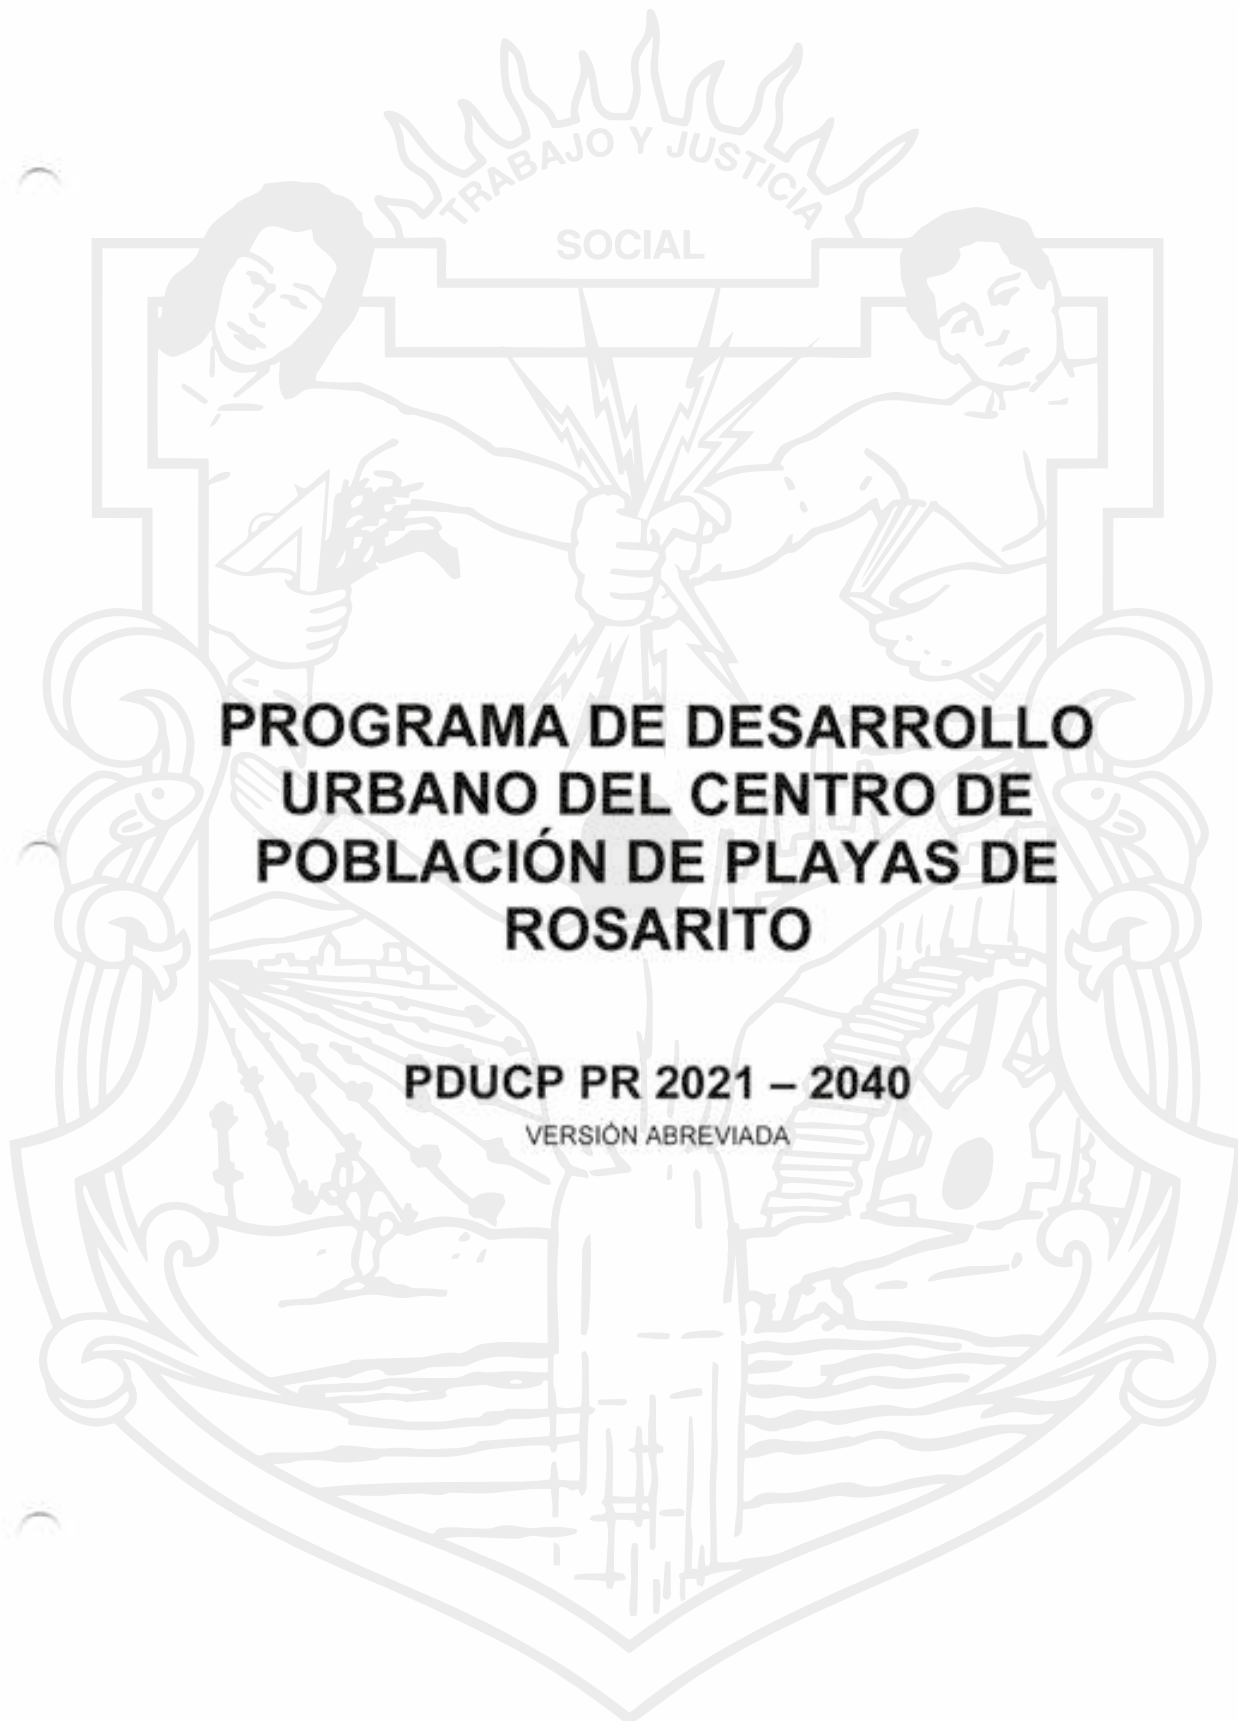 TRABAJO Y JUSTICIA
SOCIAL
PROGRAMA DE DESARROLLO
URBANO DEL CENTRO DE
POBLACIÓN DE PLAYAS DE
ROSARITO
PDUCP PR 2021 – 2040
VERSIÓN ABREVIADA